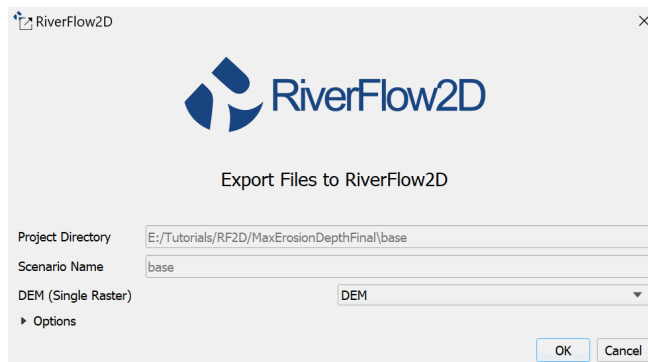 RiverFlow2D
RiverFlow2D
Export Files to RiverFlow2D
Project Directory E:/Tutorials/RF2D/MaxErosionDepthFinal\base
Scenario Name base
DEM (Single Raster) DEM
Options
OK Cancel